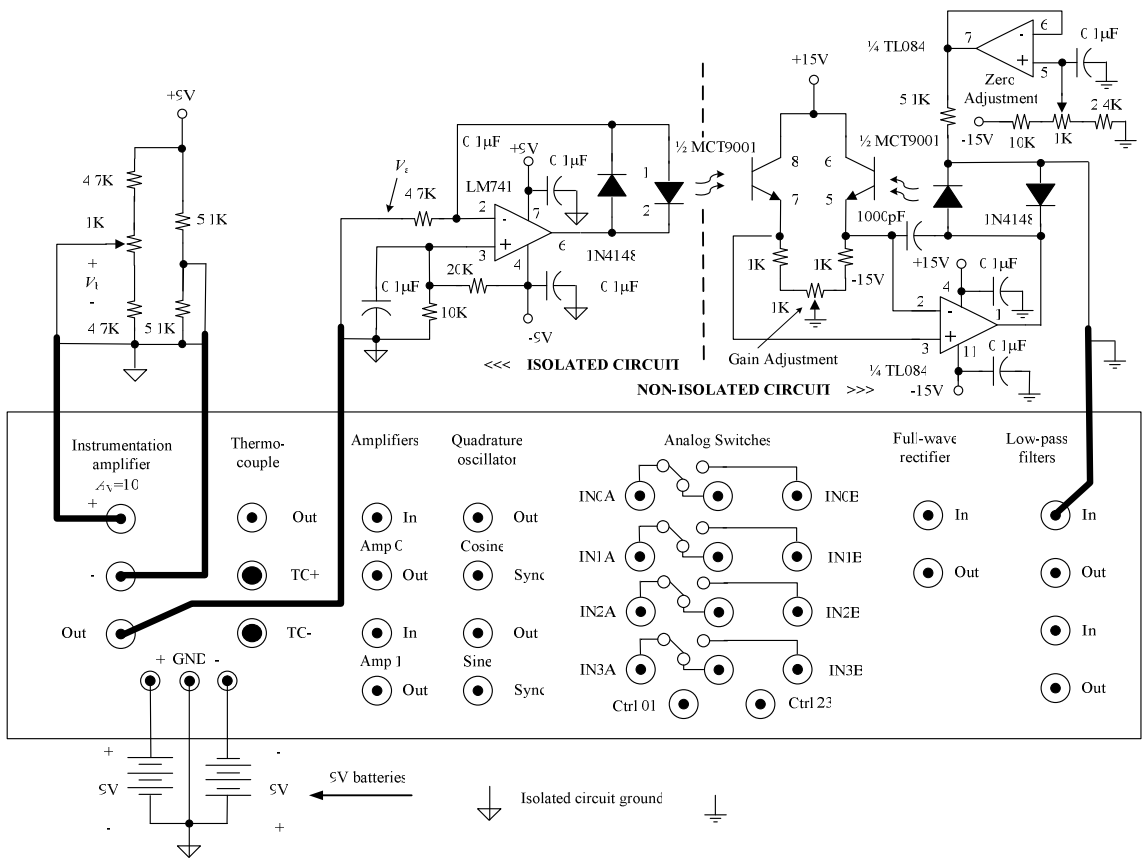 +9V
4.7K
1K
5.1K
+
V1
-
4.7K
5.1K
Vs
0.1µF
+9V
0.1µF
LM741
4.7K
2
-
7
+
3
6
4
1N4148
20K
0.1µF
10K
0.1µF
-9V
1
2
<<< ISOLATED CIRCUIT
NON-ISOLATED CIRCUIT >>>
+15V
½ MCT9001
½ MCT9001
8
7
6
5
1000pF
1K
1K
-15V
1K
Gain Adjustment
¼ TL084
7
-
6
+
5
0.1µF
Zero
Adjustment
5.1K
-15V
10K
1K
2.4K
1N4148
+15V
0.1µF
4
2
-
1
+
3
11
0.1µF
¼ TL084
-15V
Instrumentation
amplifier
AV=10
+
-
Out
Thermo-
couple
Out
TC+
TC-
Amplifiers
In
Amp 0
Out
In
Amp 1
Out
Quadrature
oscillator
Out
Cosine
Sync
Out
Sine
Sync
Analog Switches
IN0A
IN0B
IN1A
IN1B
IN2A
IN2B
IN3A
IN3B
Ctrl 01
Ctrl 23
Full-wave
rectifier
In
Out
Low-pass
filters
In
Out
In
Out
+ GND -
+
9V
-
-
9V
+
9V batteries
Isolated circuit ground